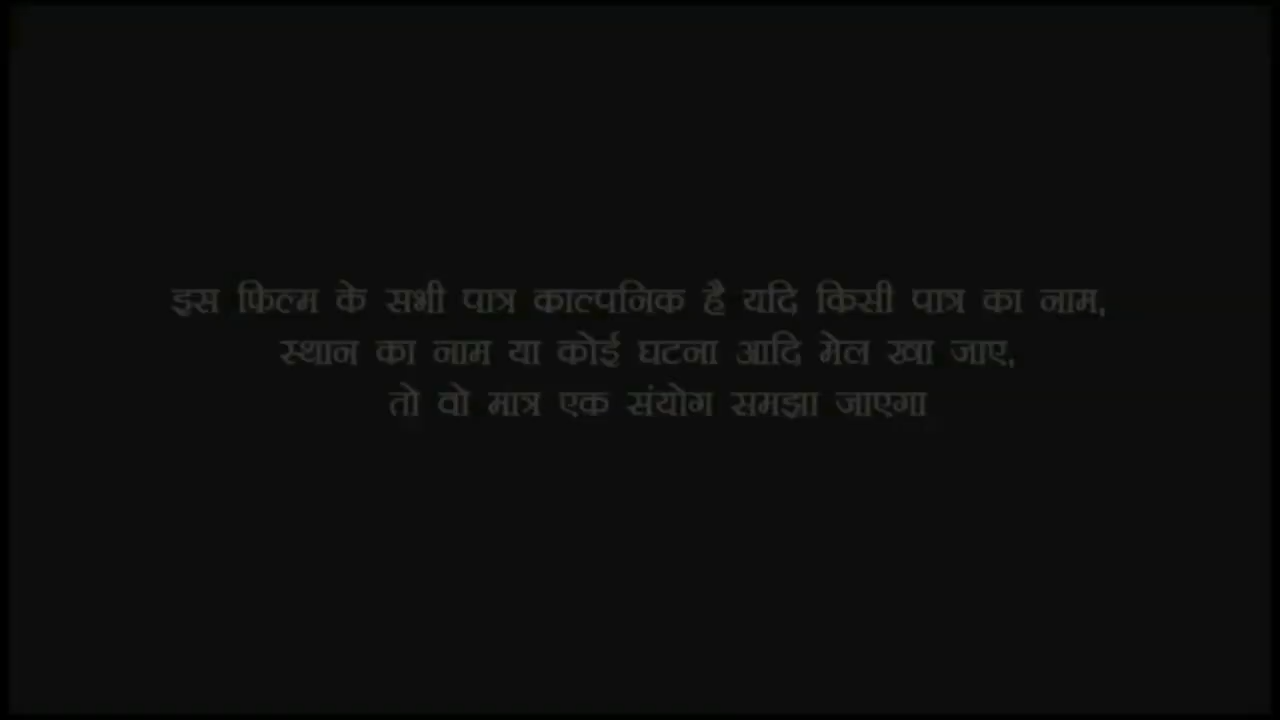 इस फिल्म के सभी पात्र काल्पनिक है यदि किसी पात्र का नाम,
स्थान का नाम या कोई घटना आदि मेल खा जाए,
तो वो मात्र एक संयोग समझा जाएगा